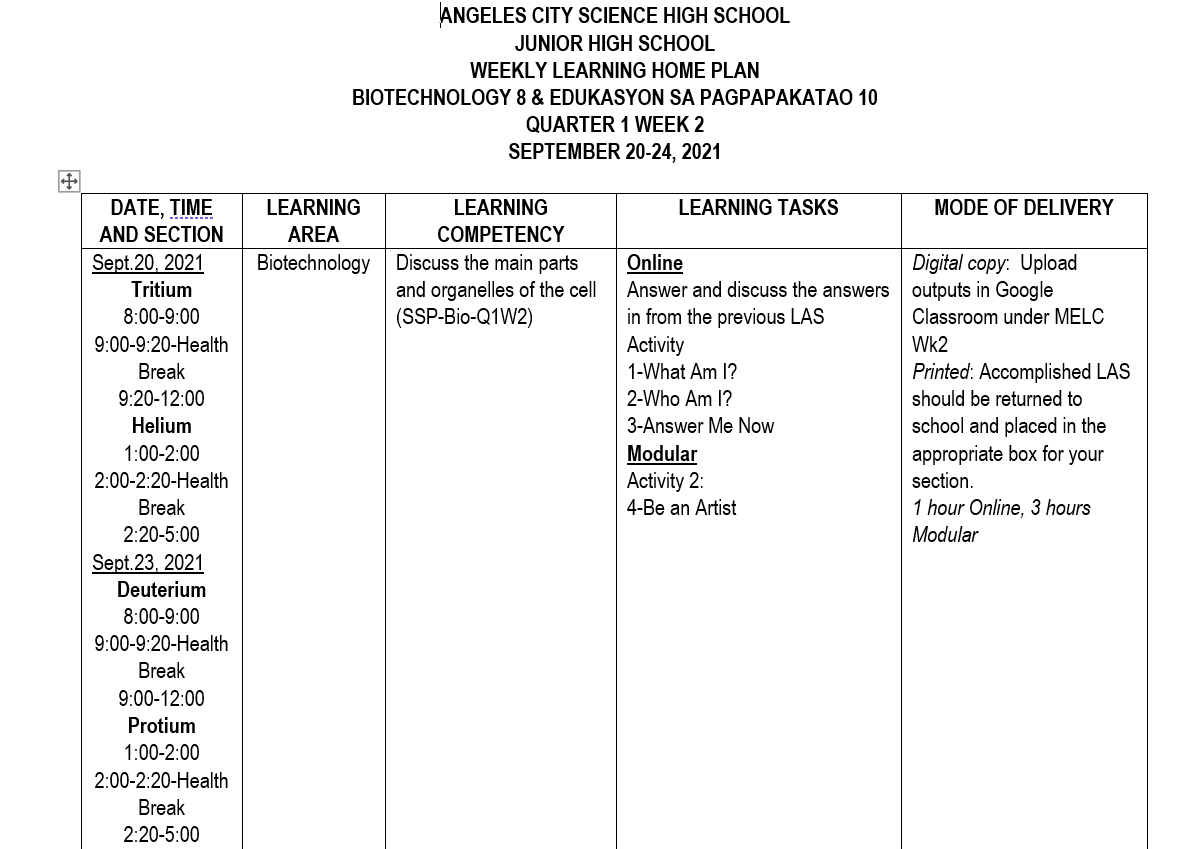 ANGELES CITY SCIENCE HIGH SCHOOL
JUNIOR HIGH SCHOOL
WEEKLY LEARNING HOME PLAN
BIOTECHNOLOGY 8 & EDUKASYON SA PAGPAPAKATAO 10
QUARTER 1 WEEK 2
SEPTEMBER 20-24, 2021
DATE, TIME
AND SECTION
LEARNING
AREA
LEARNING
COMPETENCY
LEARNING TASKS
MODE OF DELIVERY
Sept.20, 2021
Tritium
8:00-9:00
9:00-9:20-Health
Break
9:20-12:00
Helium
1:00-2:00
2:00-2:20-Health
Break
2:20-5:00
Sept.23, 2021
Deuterium
8:00-9:00
9:00-9:20-Health
Break
9:00-12:00
Protium
1:00-2:00
2:00-2:20-Health
Break
2:20-5:00
Biotechnology
Discuss the main parts
and organelles of the cell
(SSP-Bio-Q1W2)
Online
Answer and discuss the answers
in from the previous LAS
Activity
1-What Am I?
2-Who Am I?
3-Answer Me Now
Modular
Activity 2:
4-Be an Artist
Digital copy:  Upload
outputs in Google
Classroom under MELC
Wk2
Printed: Accomplished LAS
should be returned to
school and placed in the
appropriate box for your
section.
1 hour Online, 3 hours
Modular